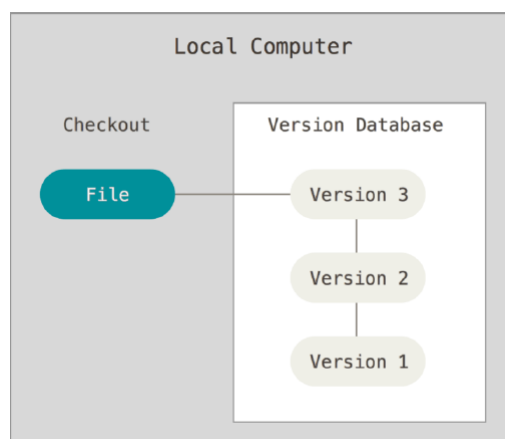 Local Computer
Checkout
Version Database
File
Version 3
Version 2
Version 1